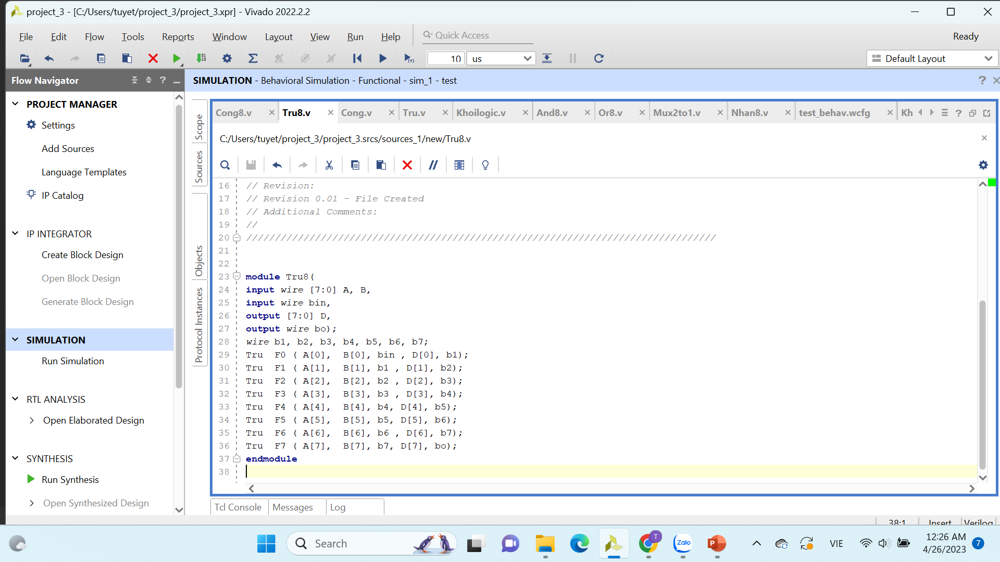 project_3 - [C:/Users/tuyet/project_3/project_3.xpr] - Vivado 2022.2.2
File Edit Flow Tools Reports Window Layout View Run Help Quick Access Ready
10 us Default Layout
Flow Navigator
SIMULATION - Behavioral Simulation - Functional - sim_1 - test
PROJECT MANAGER
Settings
Add Sources
Language Templates
IP Catalog
IP INTEGRATOR
Create Block Design
Open Block Design
Generate Block Design
SIMULATION
Run Simulation
RTL ANALYSIS
Open Elaborated Design
SYNTHESIS
Run Synthesis
Open Synthesized Design
Scope
Sources
Objects
Protocol Instances
Cong8.v Tru8.v Cong.v Tru.v Khoilogic.v And8.v Or8.v Mux2to1.v Nhan8.v test_behav.wcfg Kh
C:/Users/tuyet/project_3/project_3.srcs/sources_1/new/Tru8.v
16 // Revision:
17 // Revision 0.01 - File Created
18 // Additional Comments:
19 //
20 //////////////////////////////////////////////////////////////////////////////////
21
22
23 module Tru8(
24 input wire [7:0] A, B,
25 input wire bin,
26 output [7:0] D,
27 output wire bo);
28 wire b1, b2, b3, b4, b5, b6, b7;
29 Tru  F0 ( A[0],  B[0], bin , D[0], b1);
30 Tru  F1 ( A[1],  B[1], b1 , D[1], b2);
31 Tru  F2 ( A[2],  B[2], b2 , D[2], b3);
32 Tru  F3 ( A[3],  B[3], b3 , D[3], b4);
33 Tru  F4 ( A[4],  B[4], b4, D[4], b5);
34 Tru  F5 ( A[5],  B[5], b5, D[5], b6);
35 Tru  F6 ( A[6],  B[6], b6 , D[6], b7);
36 Tru  F7 ( A[7],  B[7], b7, D[7], bo);
37 endmodule
38
Tcl Console Messages Log
38:1 Insert Verilog
Search
T
Zalo
P
VIE
12:26 AM
4/26/2023
7